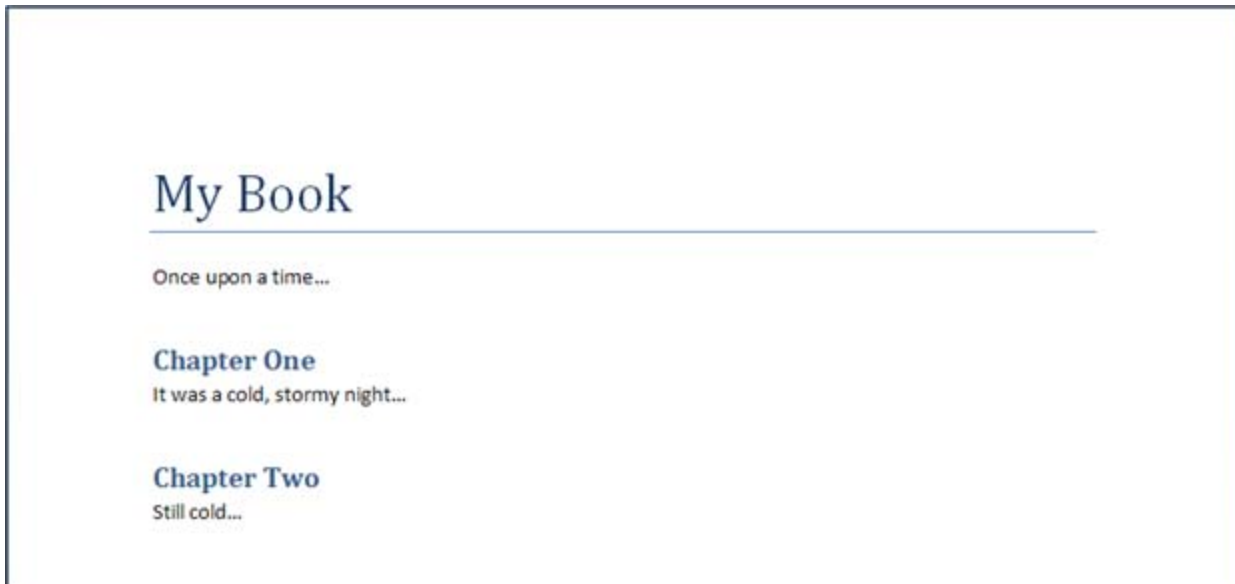 My Book
Once upon a time...
Chapter One
It was a cold, stormy night...
Chapter Two
Still cold...